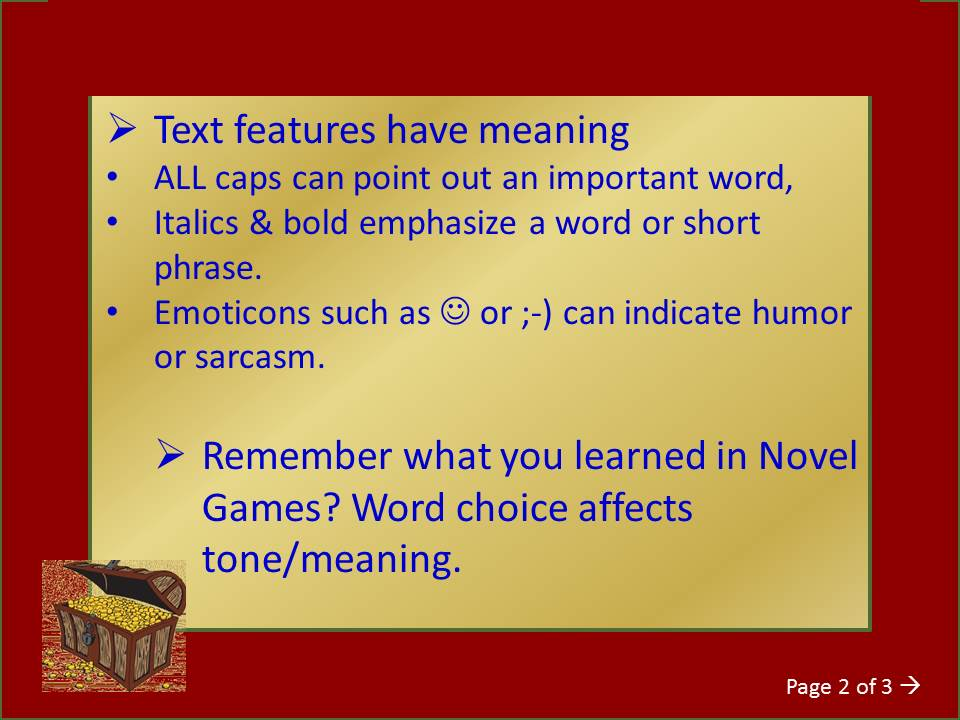 ➢ Text features have meaning
• ALL caps can point out an important word,
• Italics & bold emphasize a word or short
phrase.
• Emoticons such as ☺ or ;-) can indicate humor
or sarcasm.
➢ Remember what you learned in Novel
Games? Word choice affects
tone/meaning.
Page 2 of 3 →